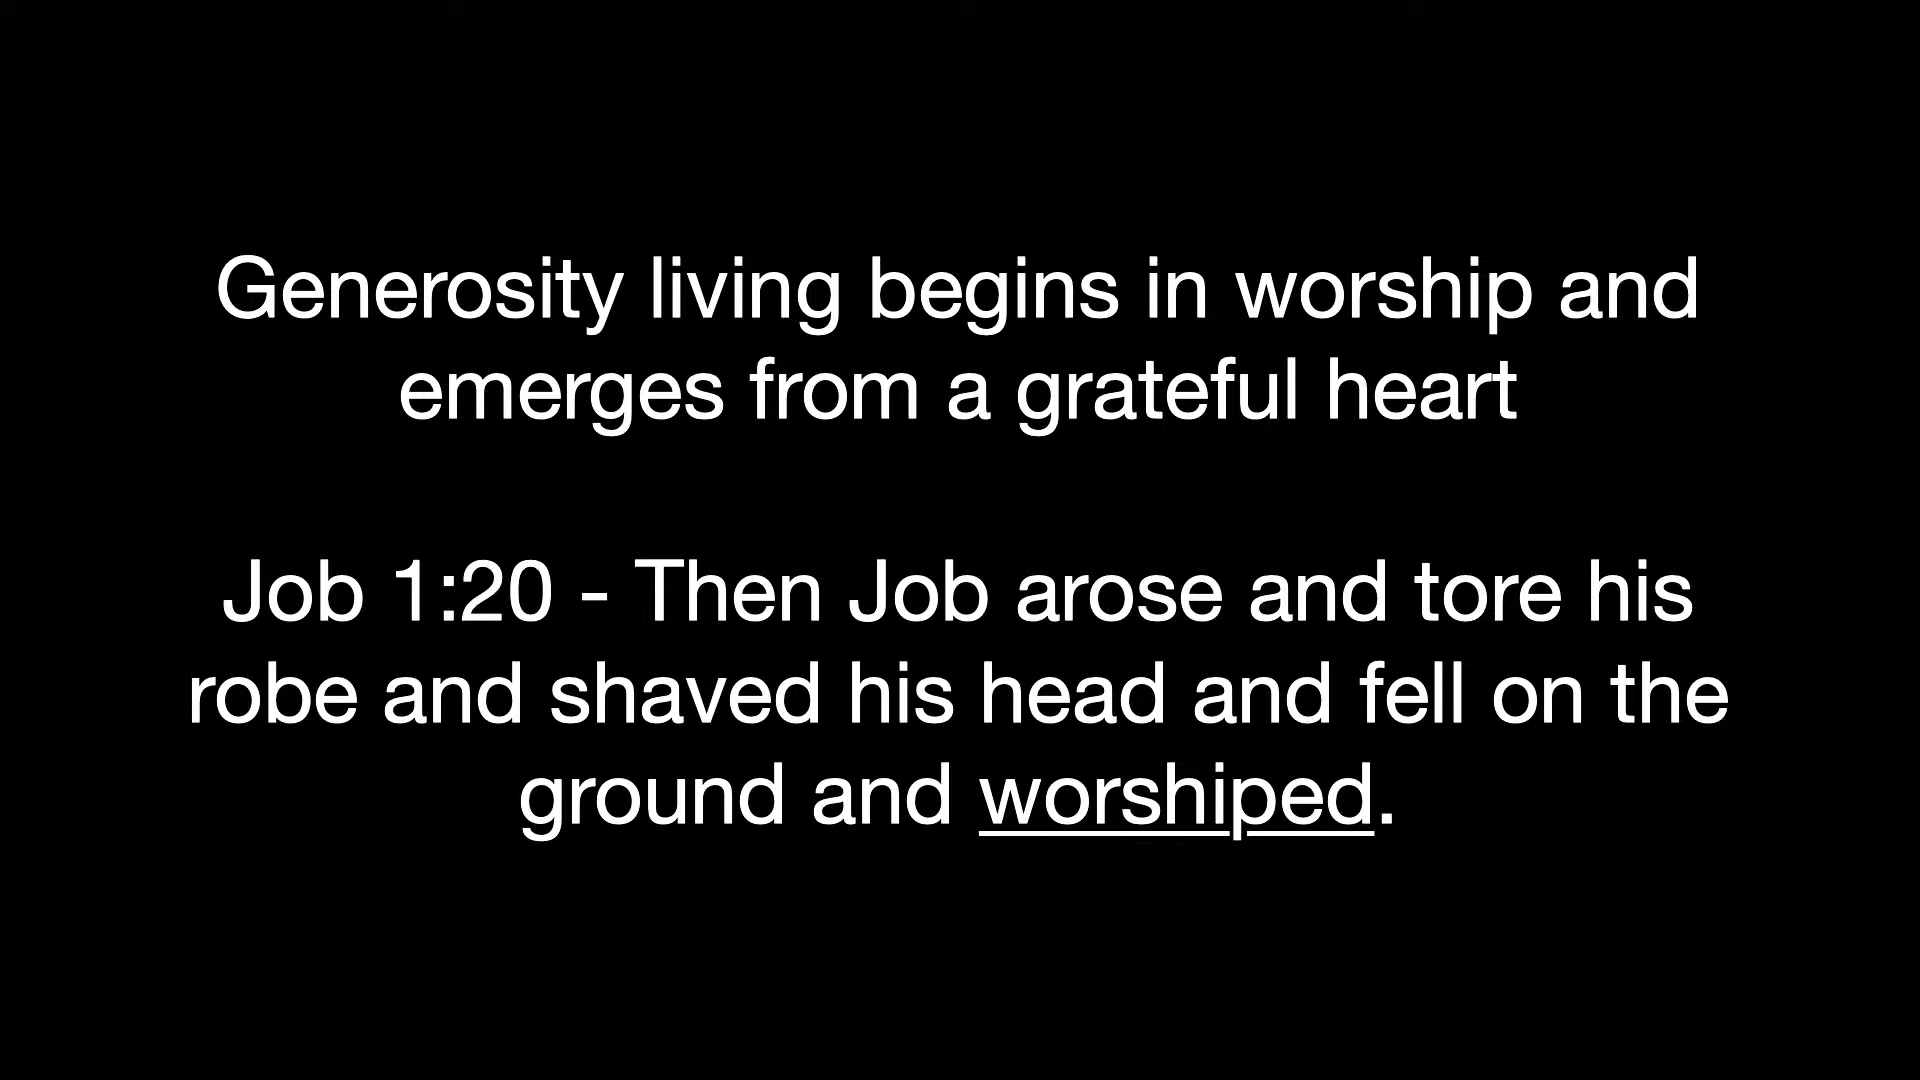 Generosity living begins in worship and
emerges from a grateful heart
Job 1:20 - Then Job arose and tore his
robe and shaved his head and fell on the
ground and worshiped.